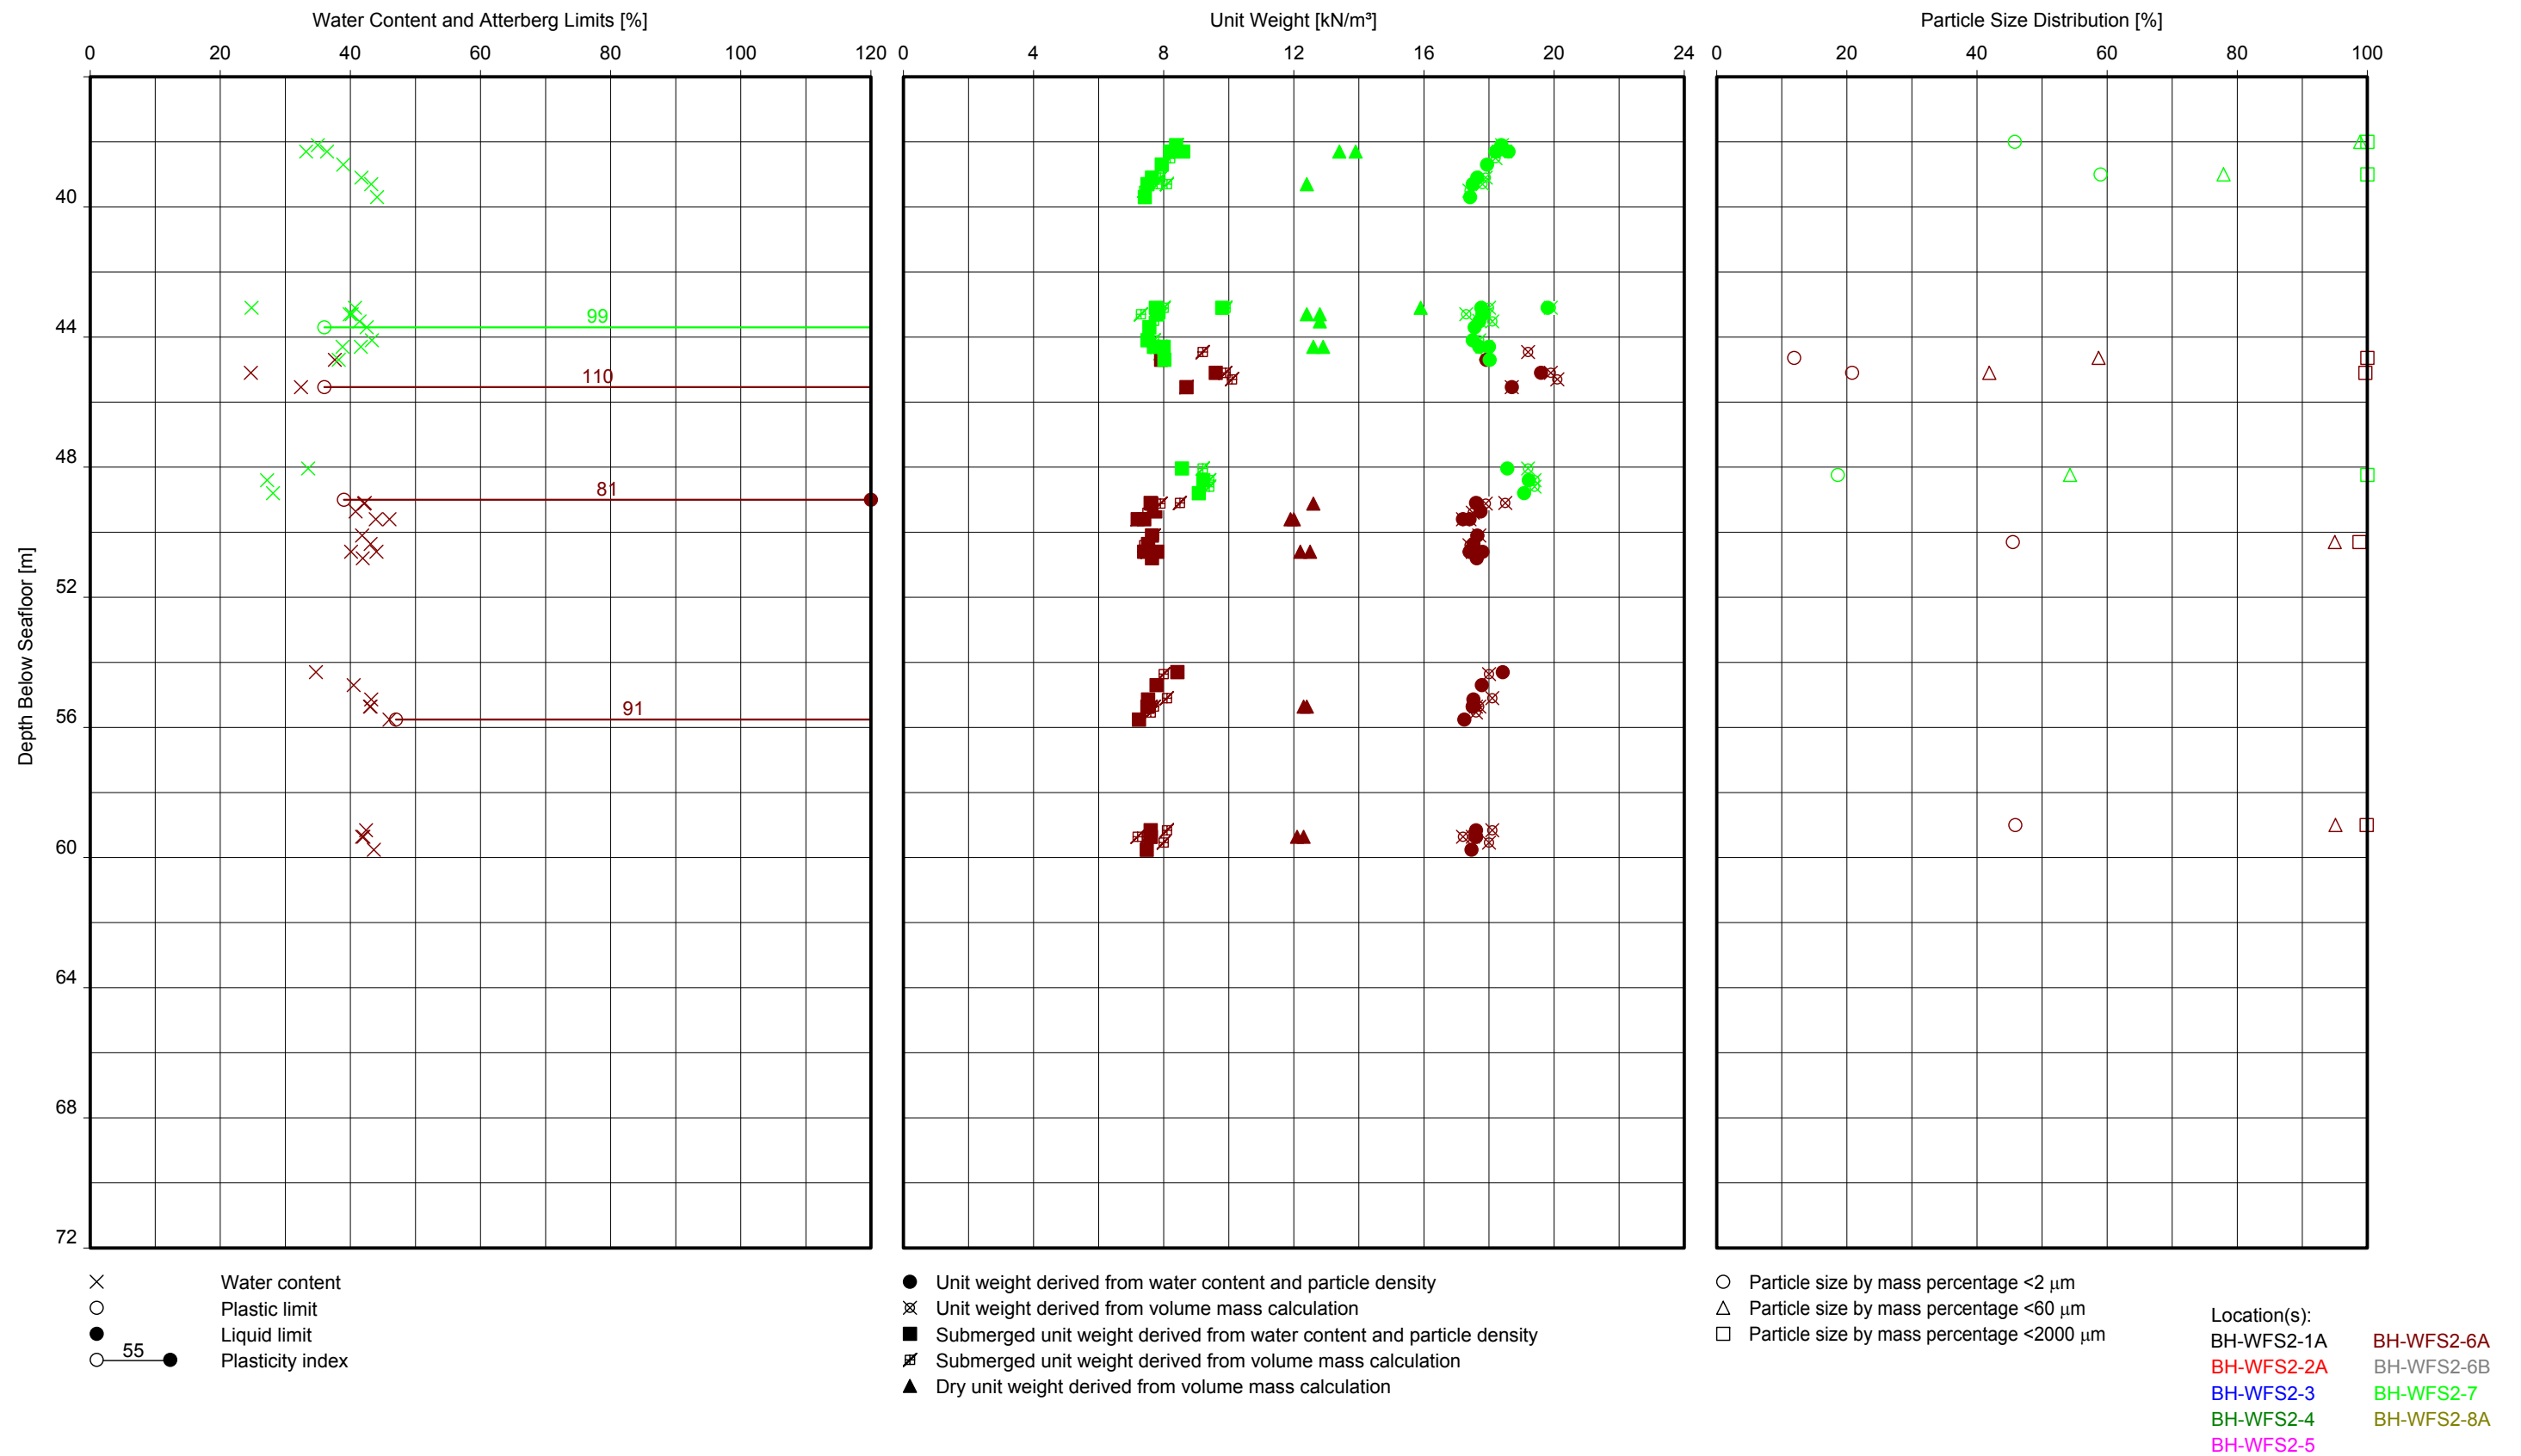 Water Content and Atterberg Limits [%]
Unit Weight [kN/m³]
Particle Size Distribution [%]
0 20 40 60 80 100 120
0 4 8 12 16 20 24
0 20 40 60 80 100
Depth Below Seafloor [m]
40
44
48
52
56
60
64
68
72
99
110
81
91
Water content
Plastic limit
Liquid limit
55 Plasticity index
Unit weight derived from water content and particle density
Unit weight derived from volume mass calculation
Submerged unit weight derived from water content and particle density
Submerged unit weight derived from volume mass calculation
Dry unit weight derived from volume mass calculation
Particle size by mass percentage <2 μm
Particle size by mass percentage <60 μm
Particle size by mass percentage <2000 μm
Location(s):
BH-WFS2-1A BH-WFS2-6A
BH-WFS2-2A BH-WFS2-6B
BH-WFS2-3 BH-WFS2-7
BH-WFS2-4 BH-WFS2-8A
BH-WFS2-5